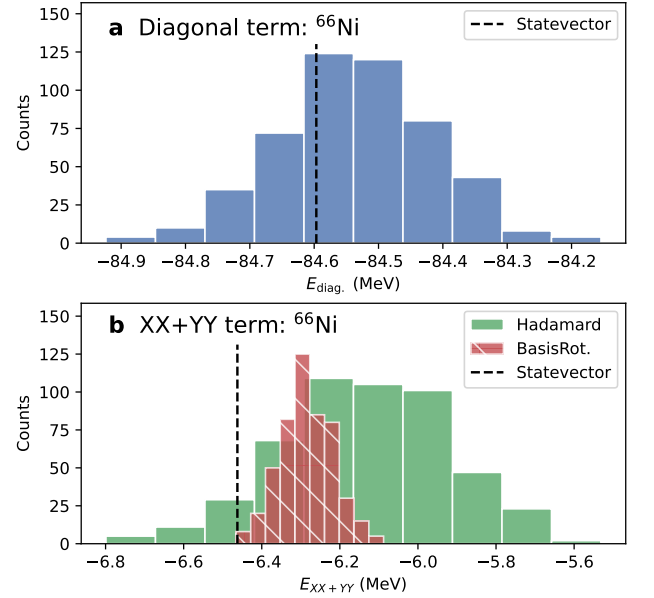 a Diagonal term: ⁶⁶Ni
Statevector
Counts
150
125
100
75
50
25
0
−84.9 −84.8 −84.7 −84.6 −84.5 −84.4 −84.3 −84.2
E_diag. (MeV)
b XX+YY term: ⁶⁶Ni
Hadamard
BasisRot.
Statevector
Counts
150
125
100
75
50
25
0
−6.8 −6.6 −6.4 −6.2 −6.0 −5.8 −5.6
E_XX+YY (MeV)